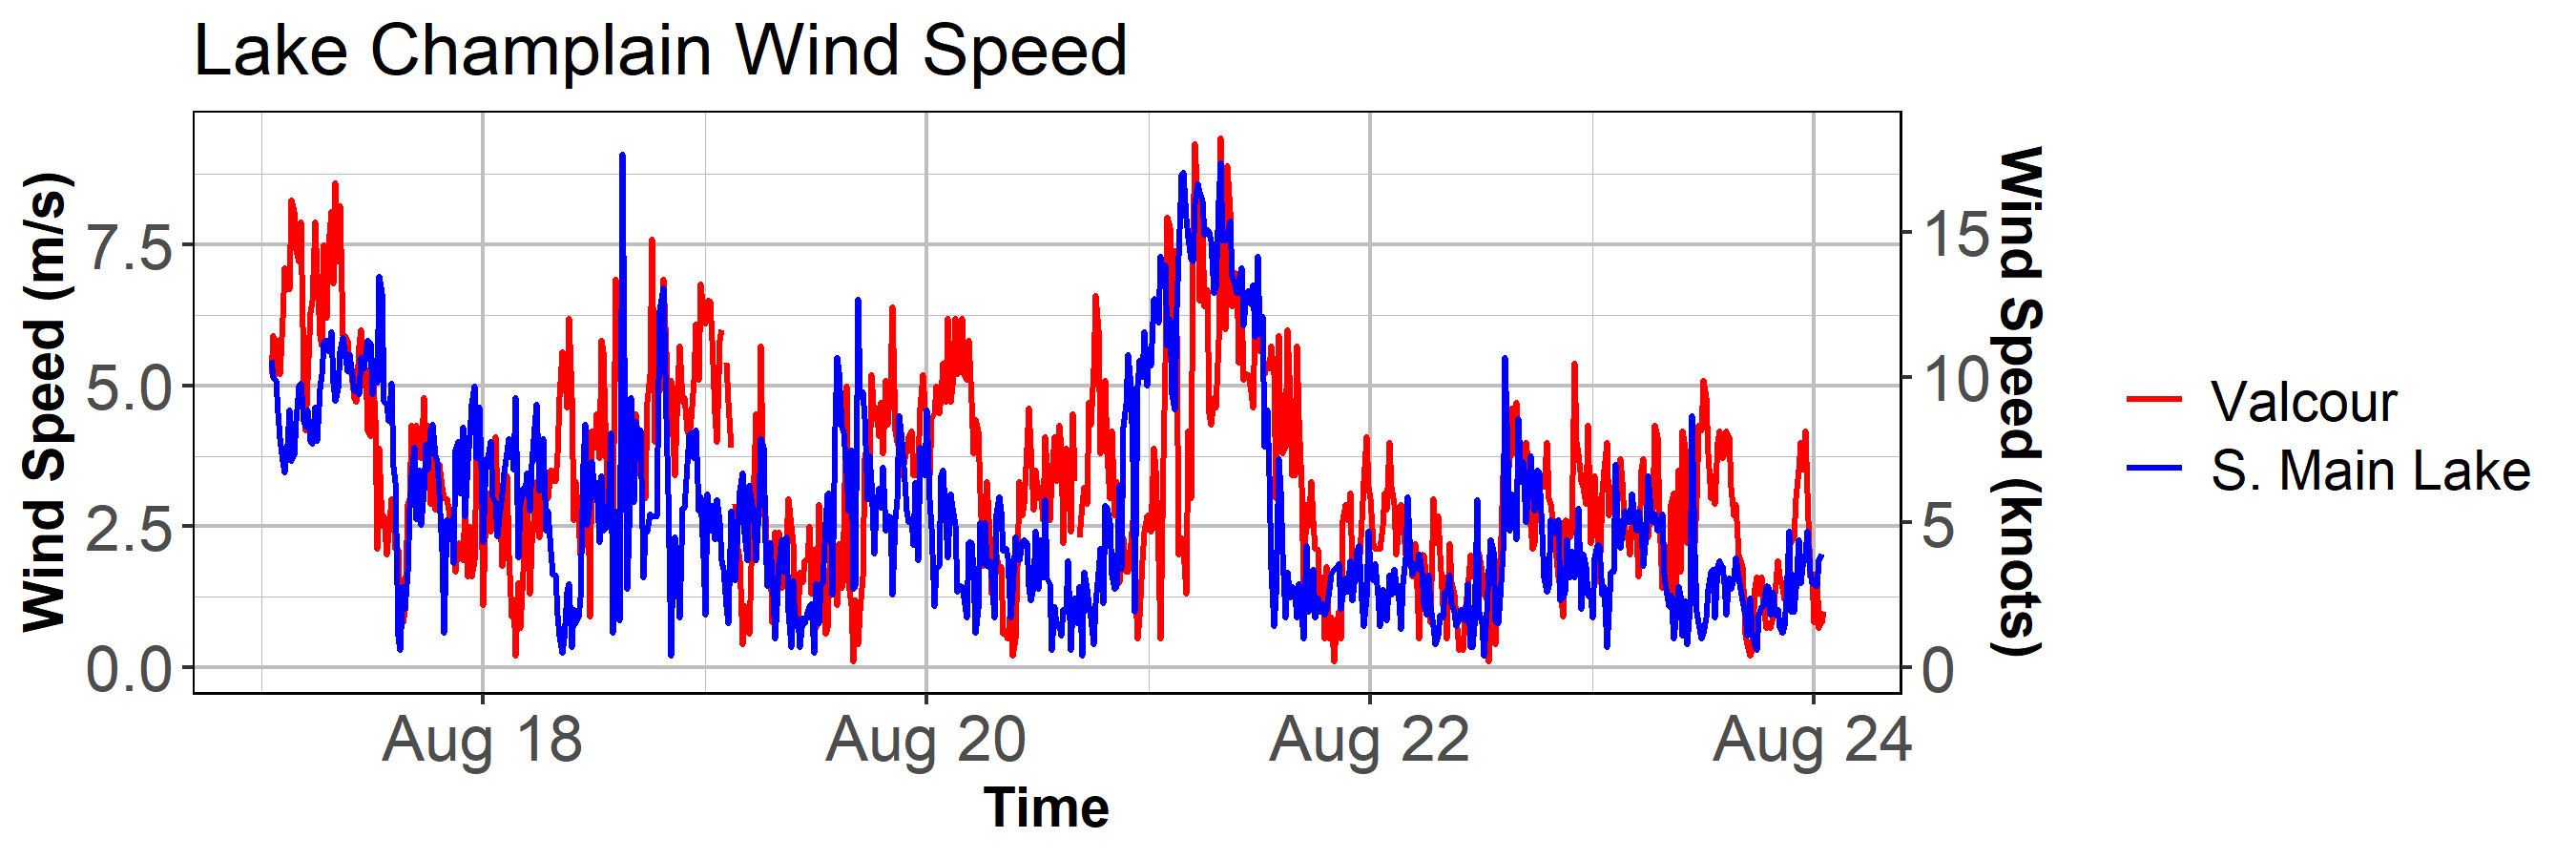 Lake Champlain Wind Speed
Wind Speed (m/s)
7.5
5.0
2.5
0.0
15
10
5
0
Wind Speed (knots)
Aug 18
Aug 20
Aug 22
Aug 24
Time
Valcour
S. Main Lake